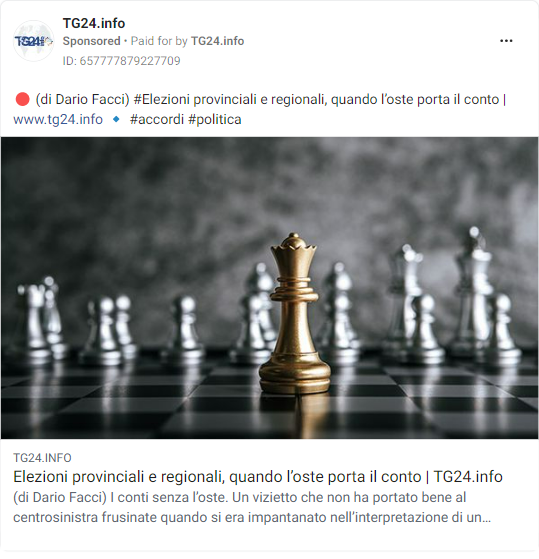 TG24.info
Sponsored • Paid for by TG24.info
ID: 657777879227709
TG24
(di Dario Facci) #Elezioni provinciali e regionali, quando l'oste porta il conto |
www.tg24.info #accordi #politica
TG24.INFO
Elezioni provinciali e regionali, quando l'oste porta il conto | TG24.info
(di Dario Facci) I conti senza l'oste. Un vizietto che non ha portato bene al
centrosinistra frusinate quando si era impantanato nell'interpretazione di un...